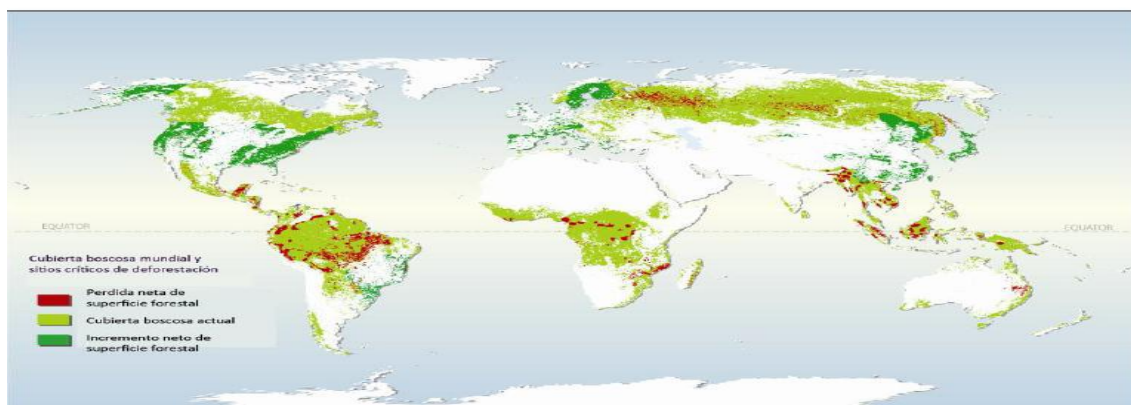 EQUATOR
EQUATOR
Cubierta boscosa mundial y
sitios críticos de deforestación
Perdida neta de
superficie forestal
Cubierta boscosa actual
Incremento neto de
superficie forestal